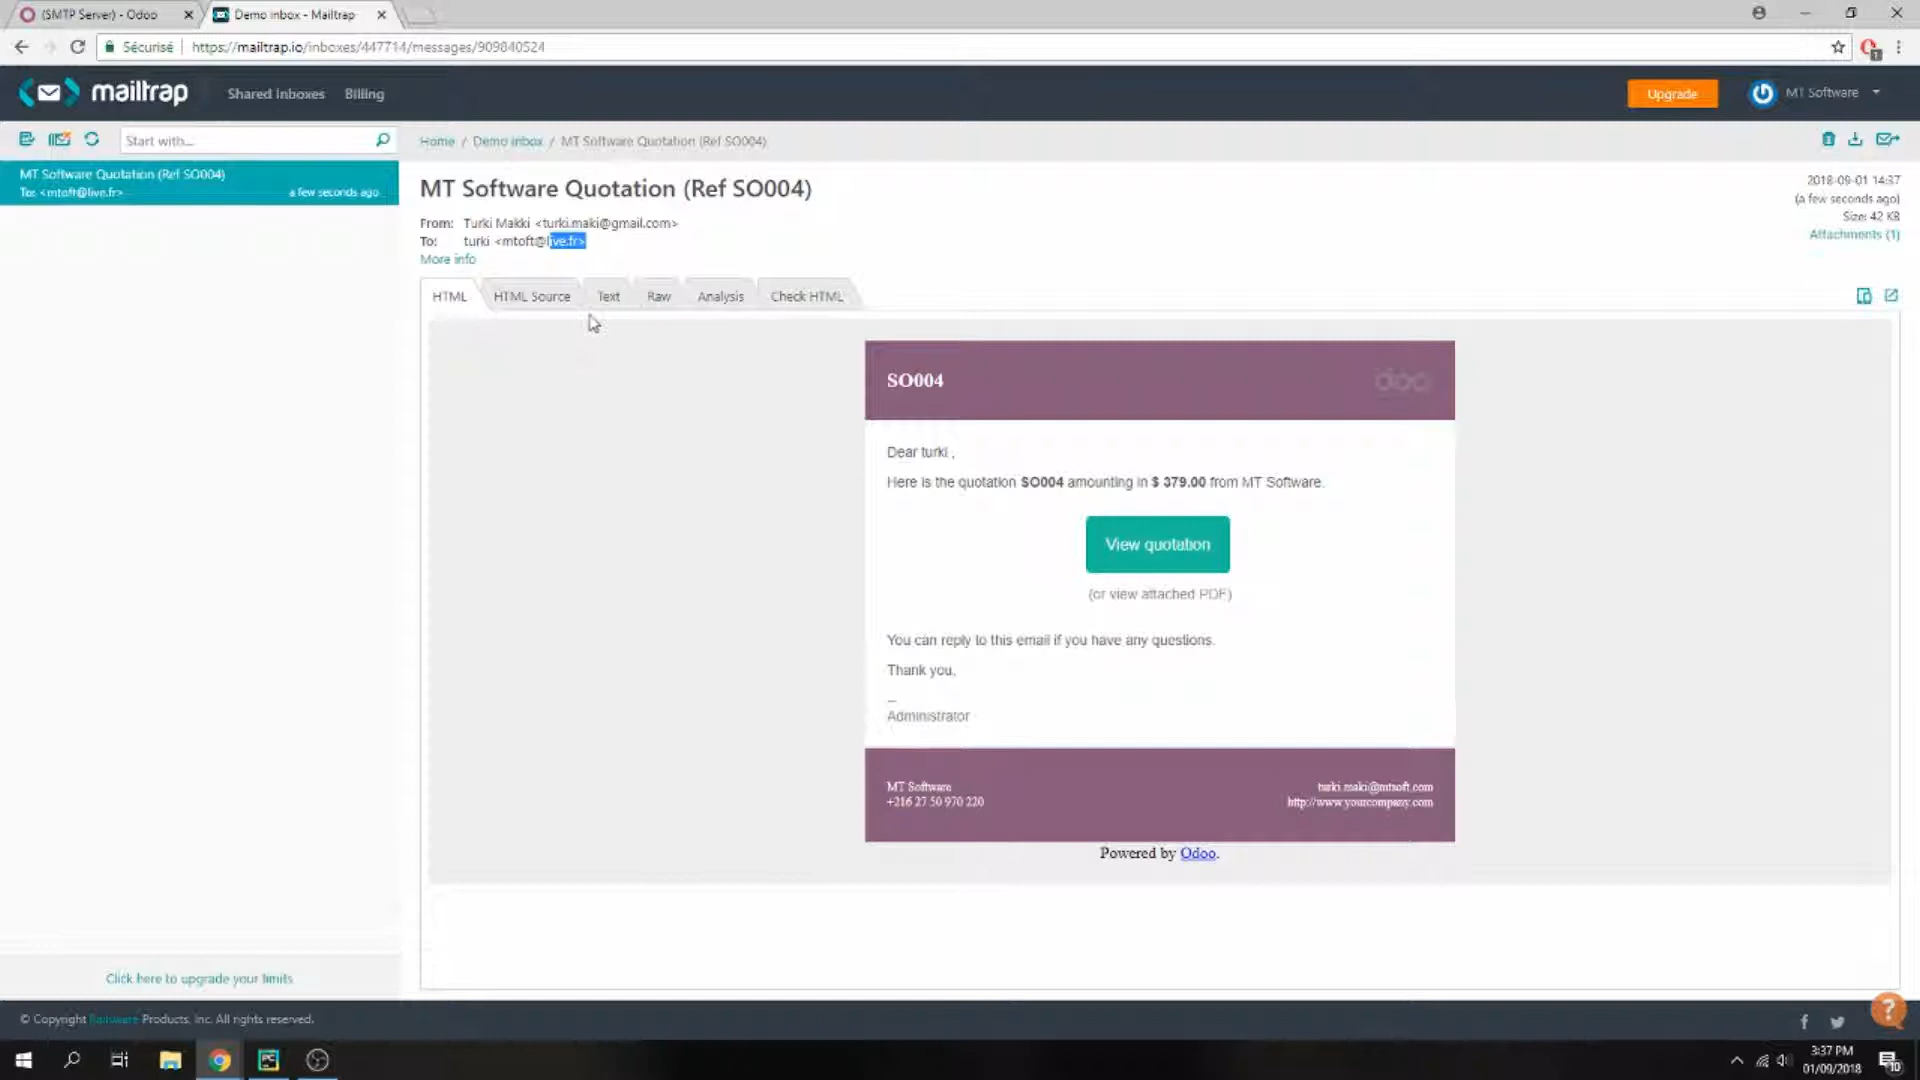 (SMTP Server) - Odoo
Demo inbox - Mailtrap
Sécurisé
https://mailtrap.io/inboxes/447714/messages/909840524
mailtrap
Shared Inboxes
Billing
Upgrade
MT Software
Start with...
Home / Demo inbox / MT Software Quotation (Ref SO004)
MT Software Quotation (Ref SO004)
To: <mtoft@live.fr>
a few seconds ago
MT Software Quotation (Ref SO004)
2018-09-01 14:37
(a few seconds ago)
Size: 42 KB
Attachments (1)
From: Turki Makki <turki.maki@gmail.com>
To: turki <mtoft@live.fr>
More info
HTML
HTML Source
Text
Raw
Analysis
Check HTML
SO004
odoo
Dear turki ,
Here is the quotation SO004 amounting in $ 379.00 from MT Software.
View quotation
(or view attached PDF)
You can reply to this email if you have any questions.
Thank you,
--
Administrator
MT Software
+216 27 50 970 220
turki.maki@mtsoft.com
http://www.yourcompany.com
Powered by Odoo.
Click here to upgrade your limits
© Copyright Railsware Products, Inc. All rights reserved.
?
PC
3:37 PM
01/09/2018
10